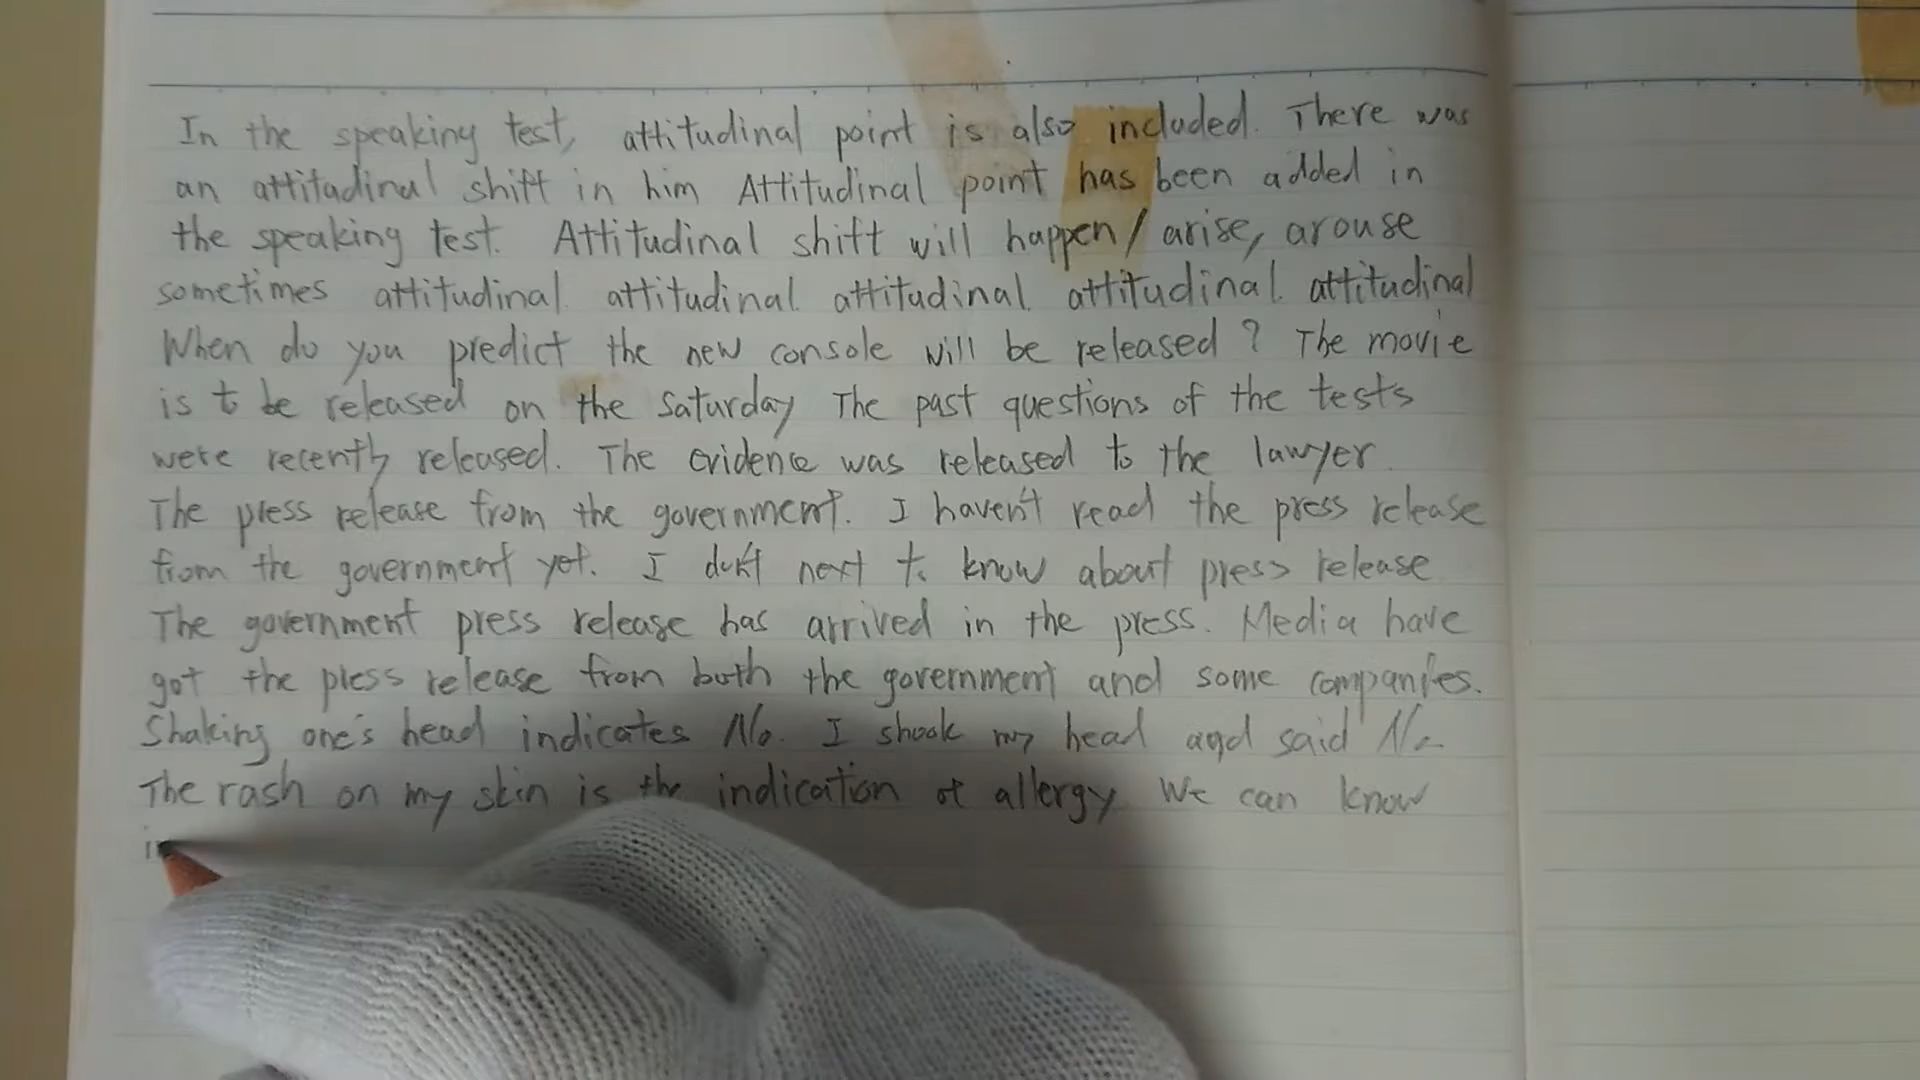 In the speaking test, attitudinal point is also included. There was
an attitudinal shift in him Attitudinal point has been added in
the speaking test. Attitudinal shift will happen / arise, arouse
sometimes attitudinal. attitudinal. attitudinal. attitudinal. attitudinal
When do you predict the new console will be released? The movie
is to be released on the Saturday The past questions of the tests
were recently released. The evidence was released to the lawyer.
The press release from the government. I haven't read the press release
from the government yet. I don't next to know about press release
The government press release has arrived in the press. Media have
got the press release from both the government and some companies.
Shaking one's head indicates No. I shook my head and said No
The rash on my skin is the indication of allergy We can know